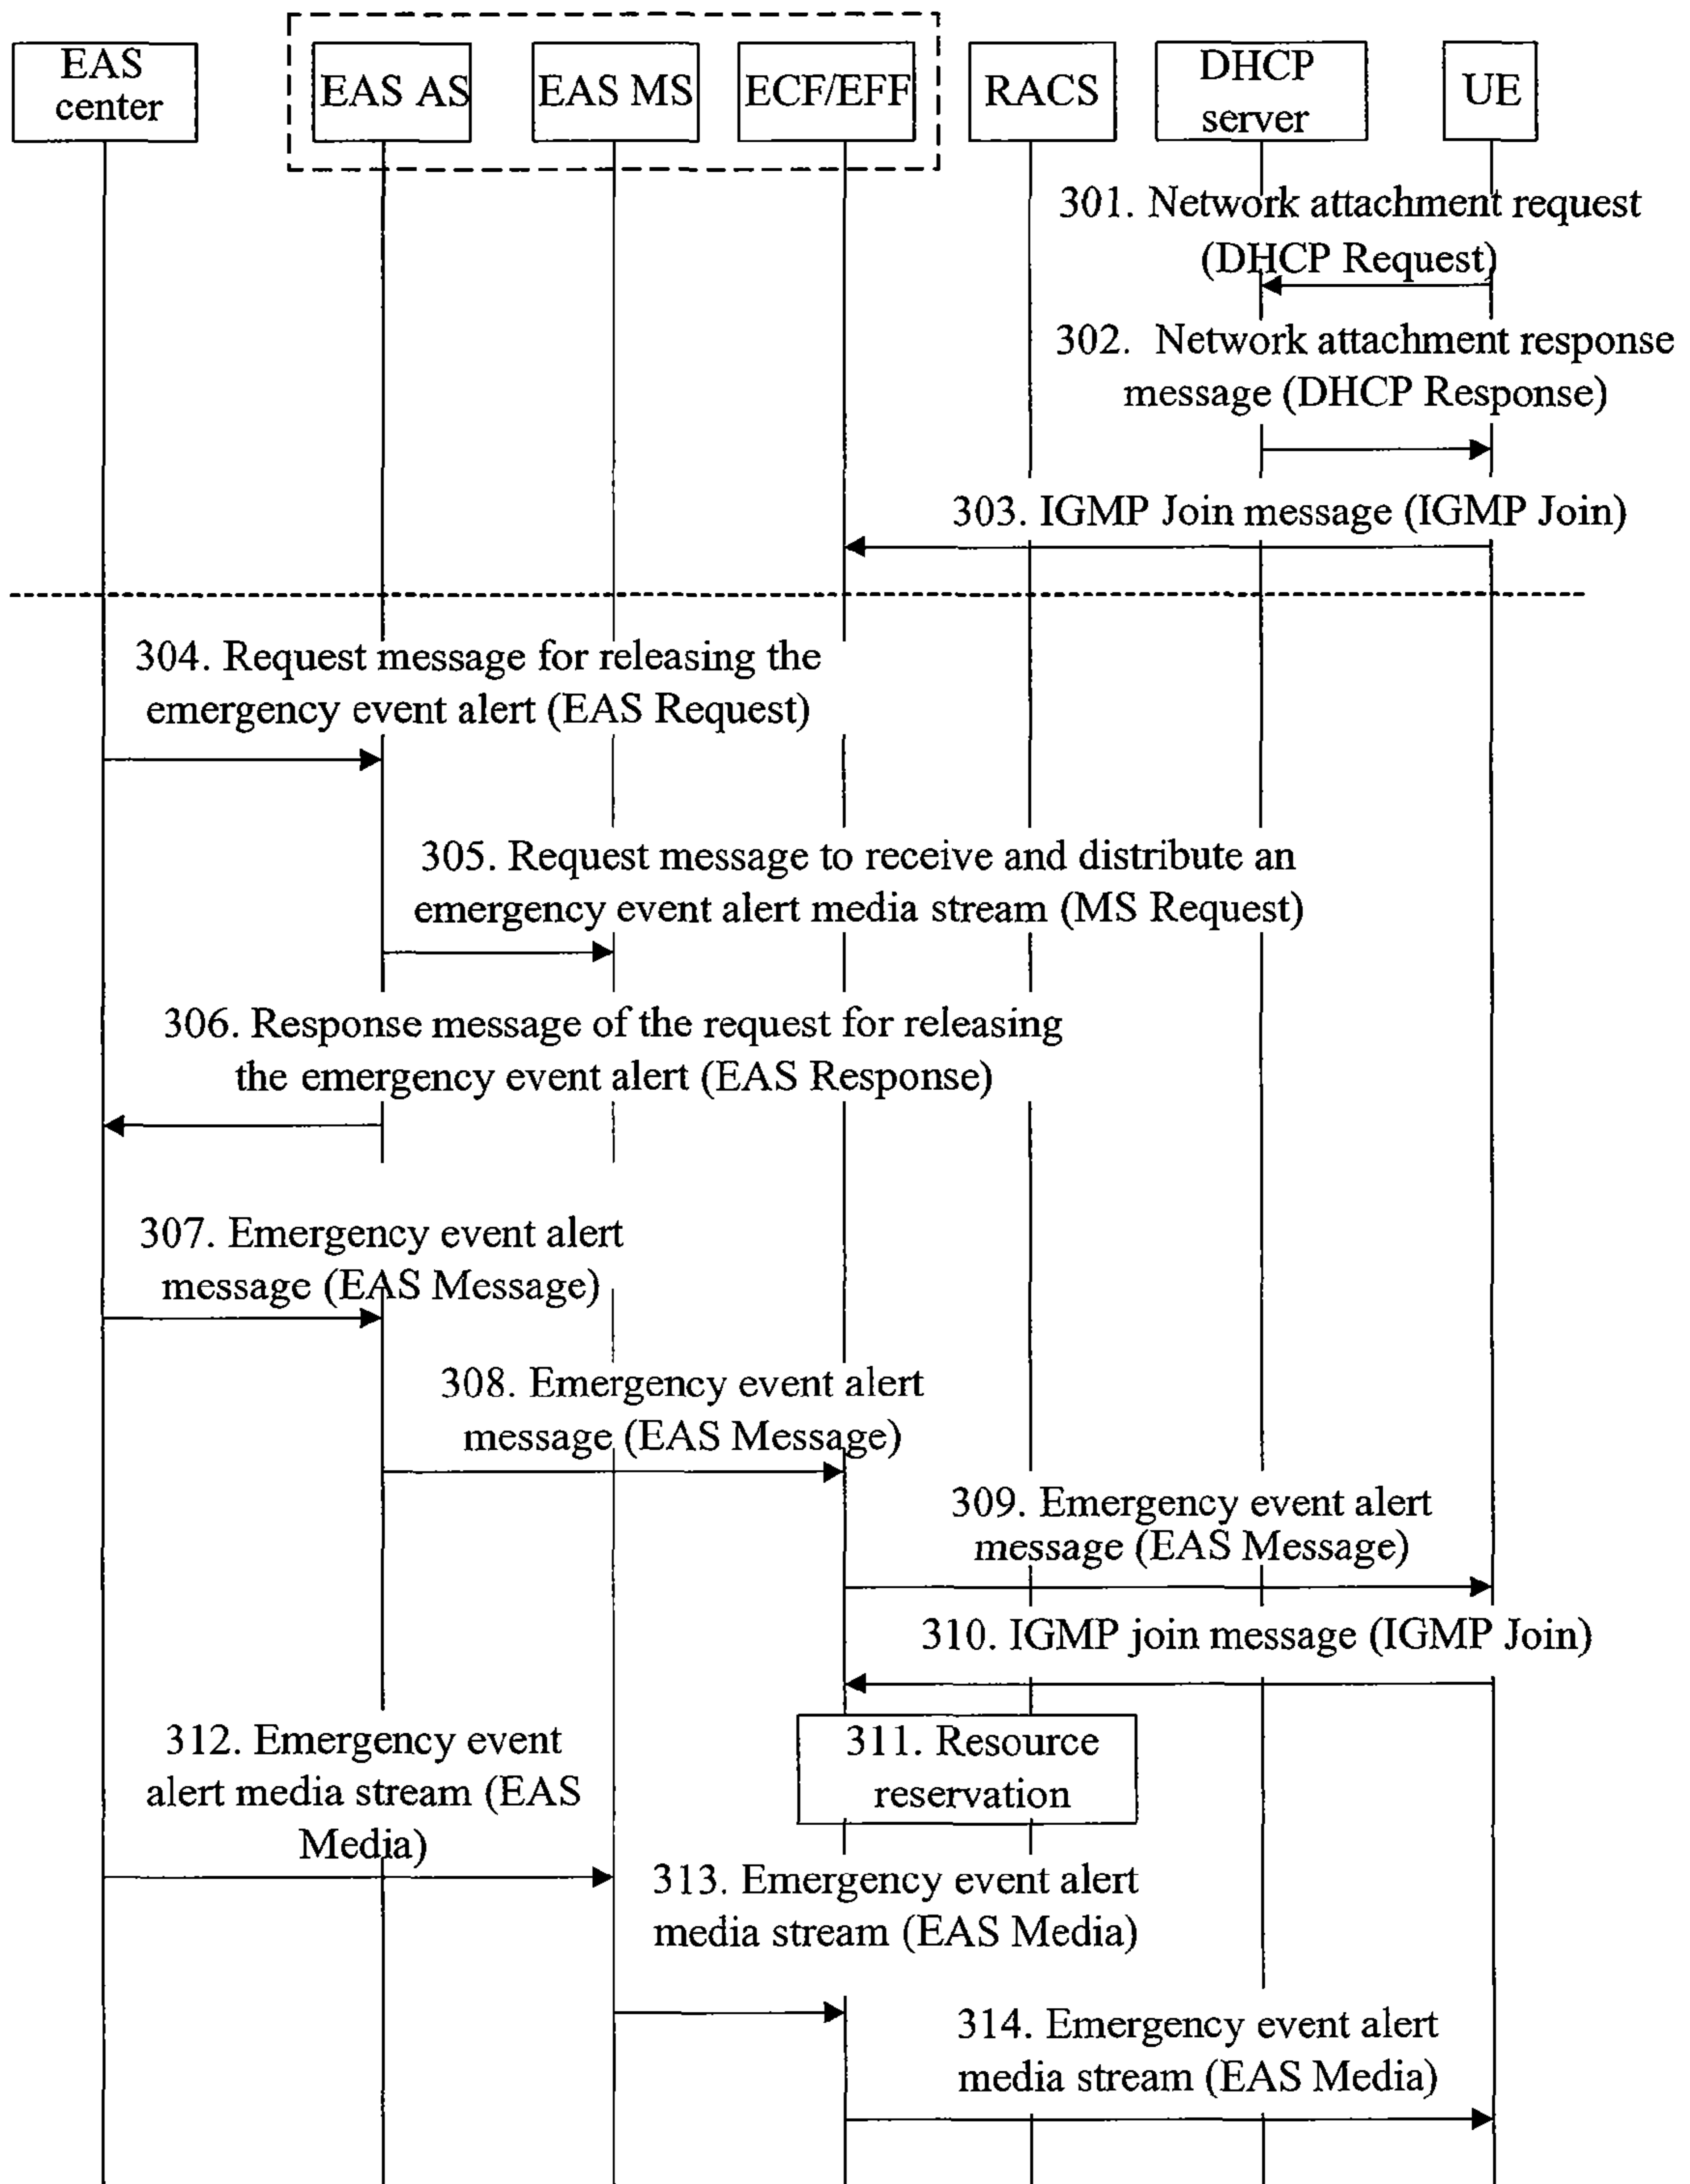 EAS
center
EAS AS
EAS MS
ECF/EFF
RACS
DHCP
server
UE
301. Network attachment request
(DHCP Request)
302. Network attachment response
message (DHCP Response)
303. IGMP Join message (IGMP Join)
304. Request message for releasing the
emergency event alert (EAS Request)
305. Request message to receive and distribute an
emergency event alert media stream (MS Request)
306. Response message of the request for releasing
the emergency event alert (EAS Response)
307. Emergency event alert
message (EAS Message)
308. Emergency event alert
message (EAS Message)
309. Emergency event alert
message (EAS Message)
310. IGMP join message (IGMP Join)
311. Resource
reservation
312. Emergency event
alert media stream (EAS
Media)
313. Emergency event alert
media stream (EAS Media)
314. Emergency event alert
media stream (EAS Media)